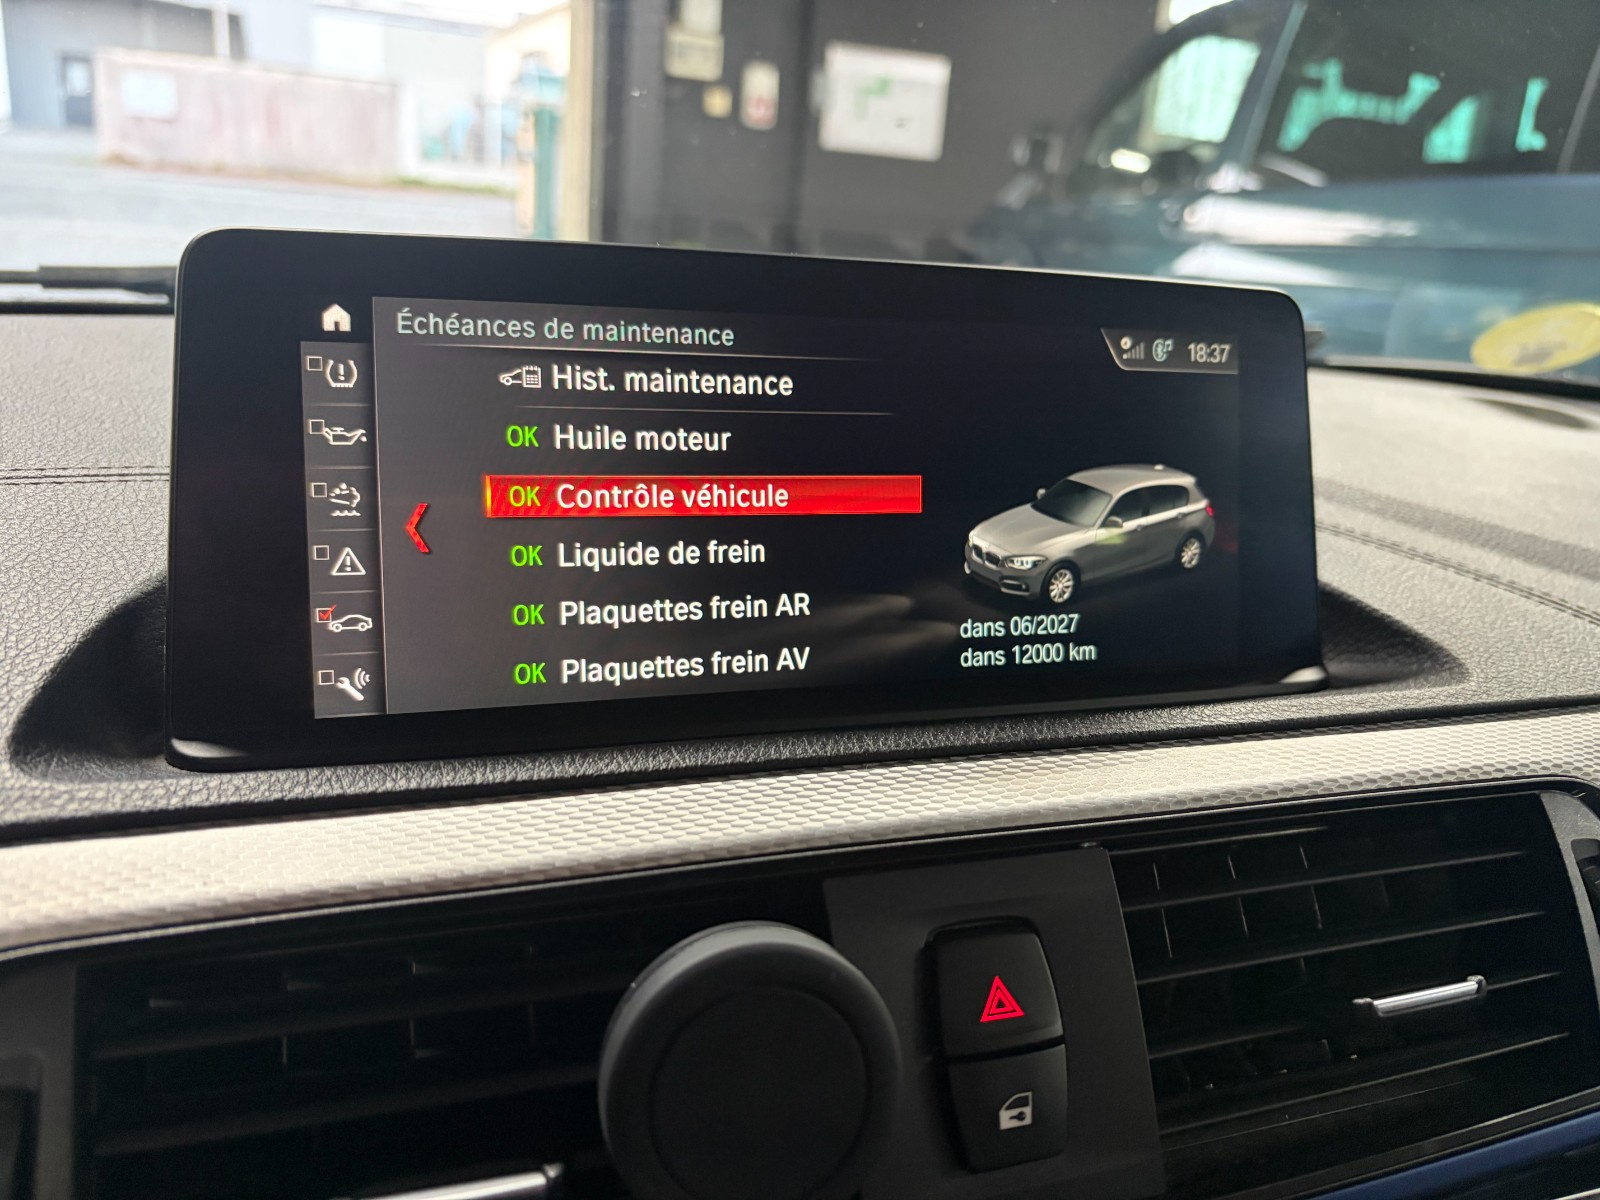 Échéances de maintenance
18:37
Hist. maintenance
OK Huile moteur
OK Contrôle véhicule
OK Liquide de frein
OK Plaquettes frein AR
OK Plaquettes frein AV
dans 06/2027
dans 12000 km